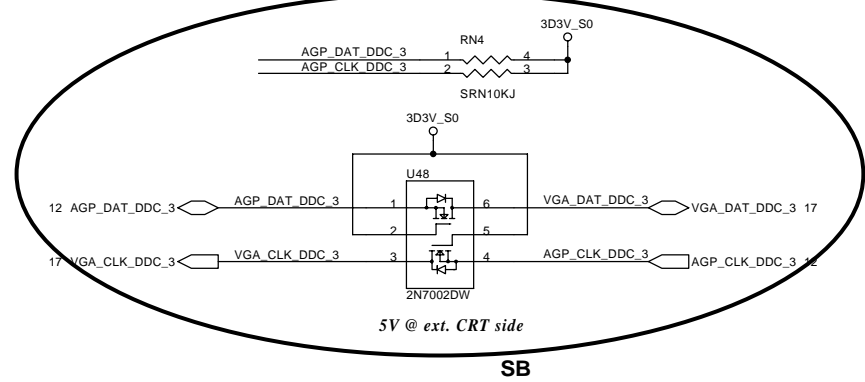 3D3V_S0
RN4
AGP_DAT_DDC_3 1 4
AGP_CLK_DDC_3 2 3
SRN10KJ
3D3V_S0
U48
12 AGP_DAT_DDC_3 AGP_DAT_DDC_3 1 6 VGA_DAT_DDC_3 VGA_DAT_DDC_3 17
2 5
17 VGA_CLK_DDC_3 VGA_CLK_DDC_3 3 4 AGP_CLK_DDC_3 AGP_CLK_DDC_3 12
2N7002DW
5V @ ext. CRT side
SB